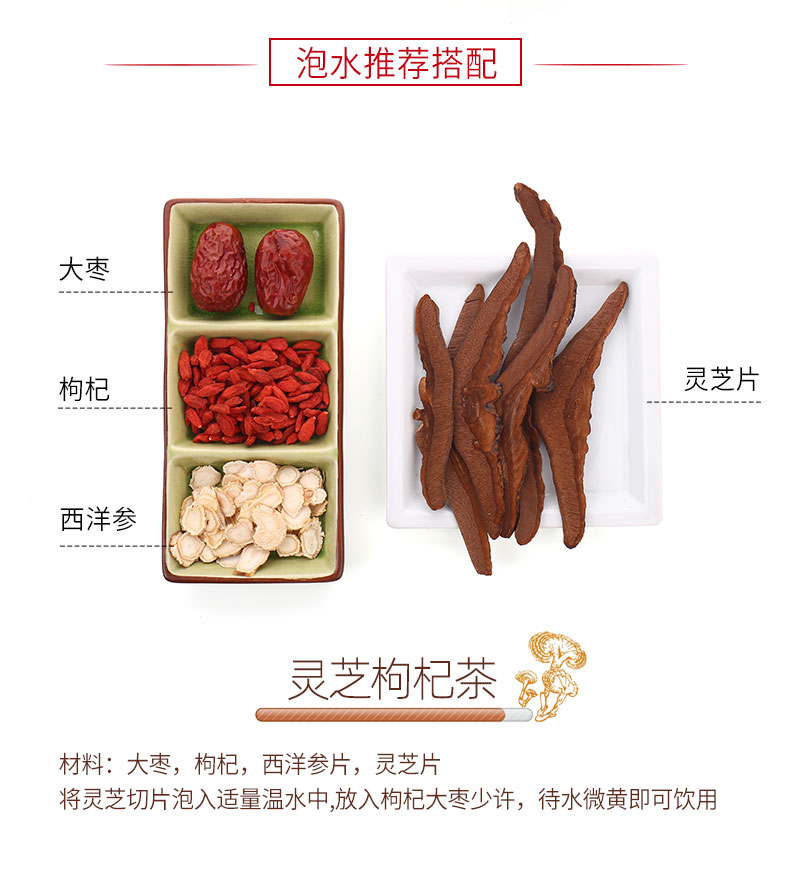 泡水推荐搭配
大枣
枸杞
西洋参
灵芝片
灵芝枸杞茶
材料：大枣，枸杞，西洋参片，灵芝片
将灵芝切片泡入适量温水中,放入枸杞大枣少许，待水微黄即可饮用